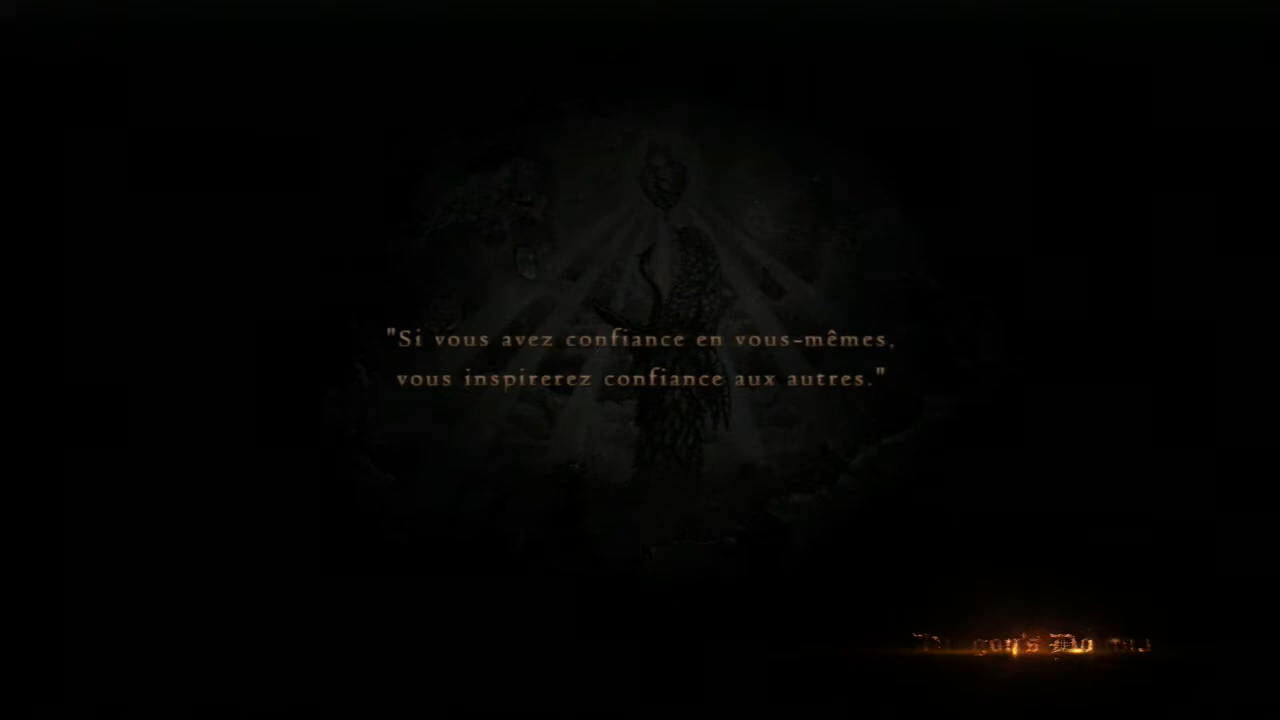 "Si vous avez confiance en vous-mêmes,
vous inspirerez confiance aux autres."